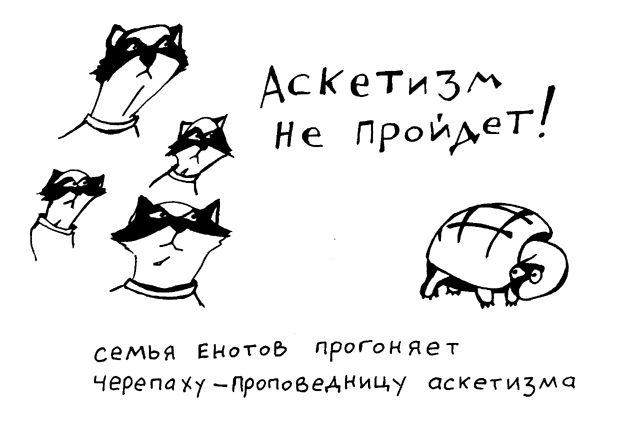 Аскетизм
не пройдет!
семья Енотов прогоняет
черепаху-проповедницу аскетизма